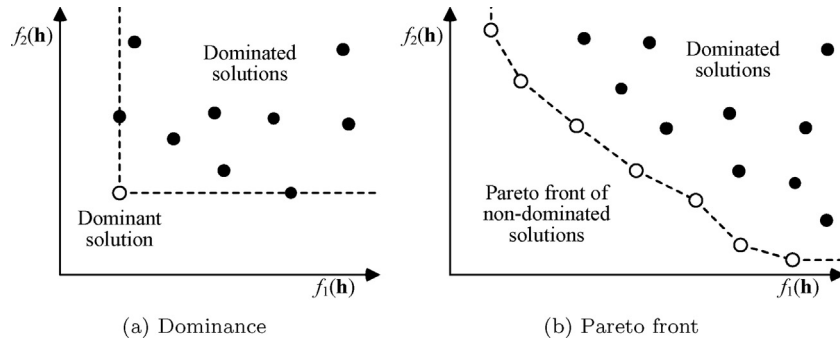 f₂(h)
Dominated
solutions
Dominant
solution
f₁(h)
(a) Dominance
f₂(h)
Dominated
solutions
Pareto front of
non-dominated
solutions
f₁(h)
(b) Pareto front